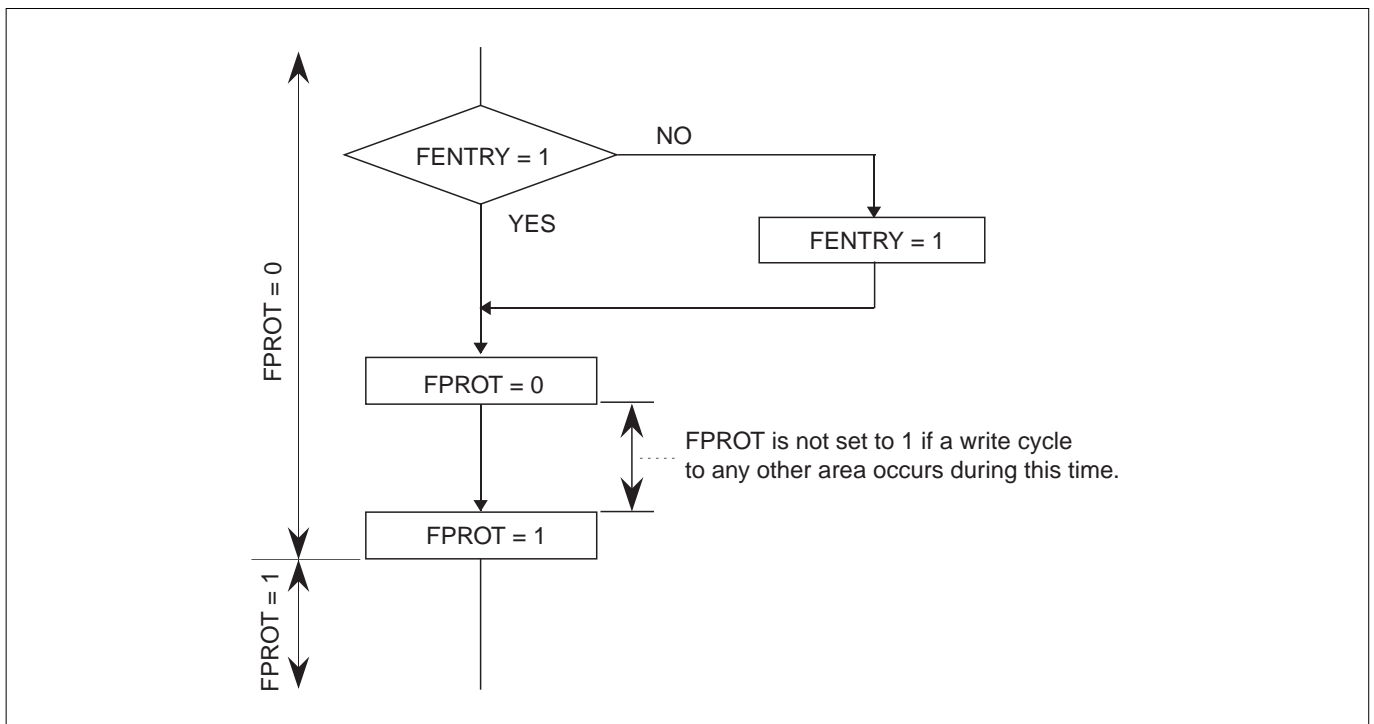 FENTRY = 1
NO
YES
FENTRY = 1
FPROT = 0
FPROT = 0
FPROT is not set to 1 if a write cycle
to any other area occurs during this time.
FPROT = 1
FPROT = 1